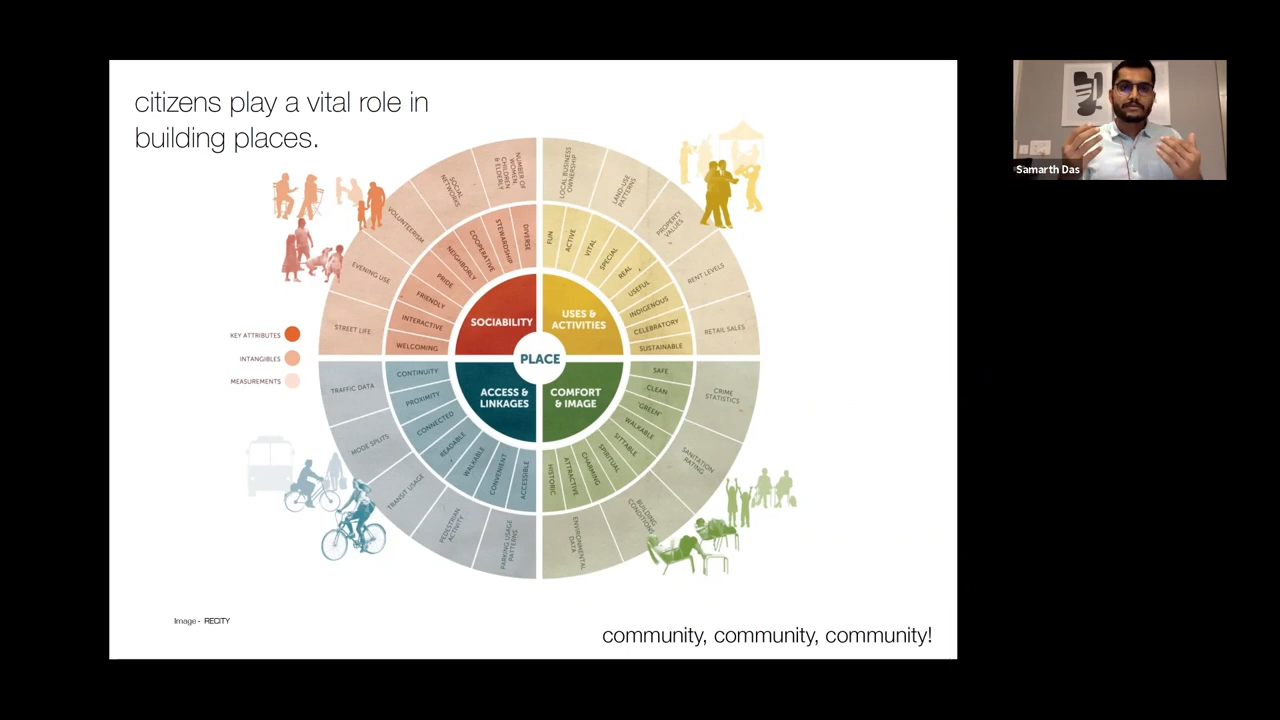 citizens play a vital role in
building places.
Samarth Das
NUMBER OF
WOMEN,
CHILDREN
& ELDERLY
SOCIAL
NETWORKS
VOLUNTEERISM
EVENING USE
STREET LIFE
LOCAL BUSINESS
OWNERSHIP
LAND-USE
PATTERNS
PROPERTY
VALUES
RENT LEVELS
RETAIL SALES
DIVERSE
STEWARDSHIP
COOPERATIVE
NEIGHBORLY
PRIDE
FRIENDLY
INTERACTIVE
WELCOMING
FUN
ACTIVE
VITAL
SPECIAL
REAL
USEFUL
INDIGENOUS
CELEBRATORY
SUSTAINABLE
SOCIABILITY
USES &
ACTIVITIES
PLACE
ACCESS &
LINKAGES
COMFORT
& IMAGE
KEY ATTRIBUTES
INTANGIBLES
MEASUREMENTS
CONTINUITY
PROXIMITY
CONNECTED
READABLE
WALKABLE
CONVENIENT
ACCESSIBLE
SAFE
CLEAN
"GREEN"
WALKABLE
SITTABLE
SPIRITUAL
CHARMING
ATTRACTIVE
HISTORIC
TRAFFIC DATA
MODE SPLITS
TRANSIT USAGE
PEDESTRIAN
ACTIVITY
PARKING USAGE
PATTERNS
CRIME
STATISTICS
SANITATION
RATING
BUILDING
CONDITIONS
ENVIRONMENTAL
DATA
Image - RECITY
community, community, community!